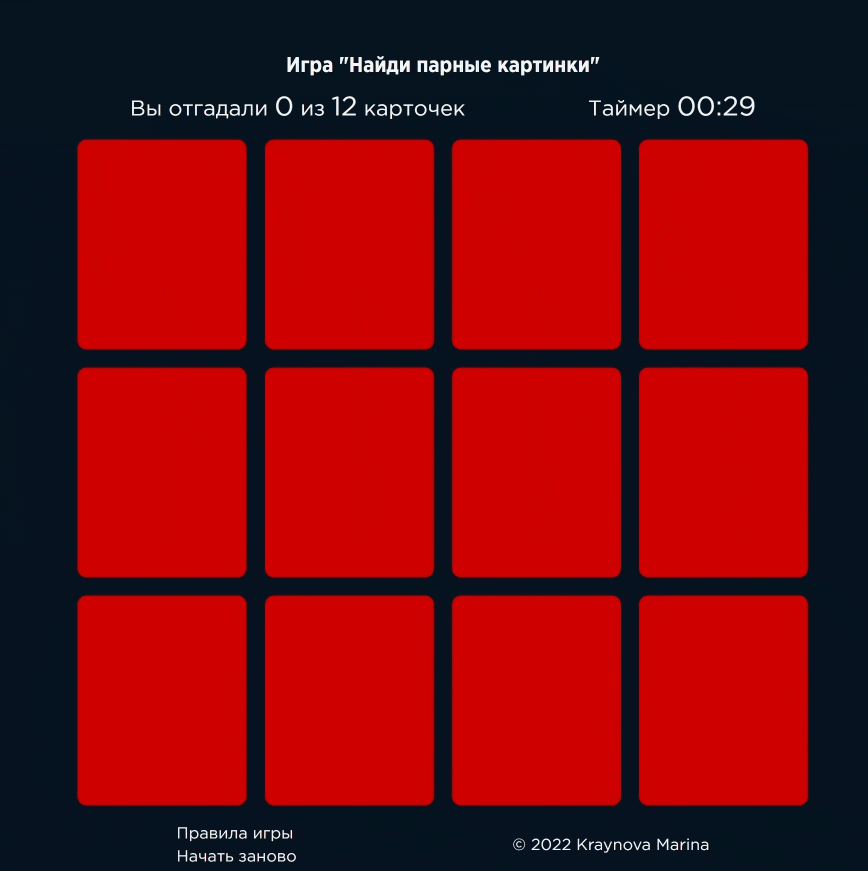 Игра "Найди парные картинки"
Вы отгадали 0 из 12 карточек Таймер 00:29
Правила игры
Начать заново
© 2022 Kraynova Marina